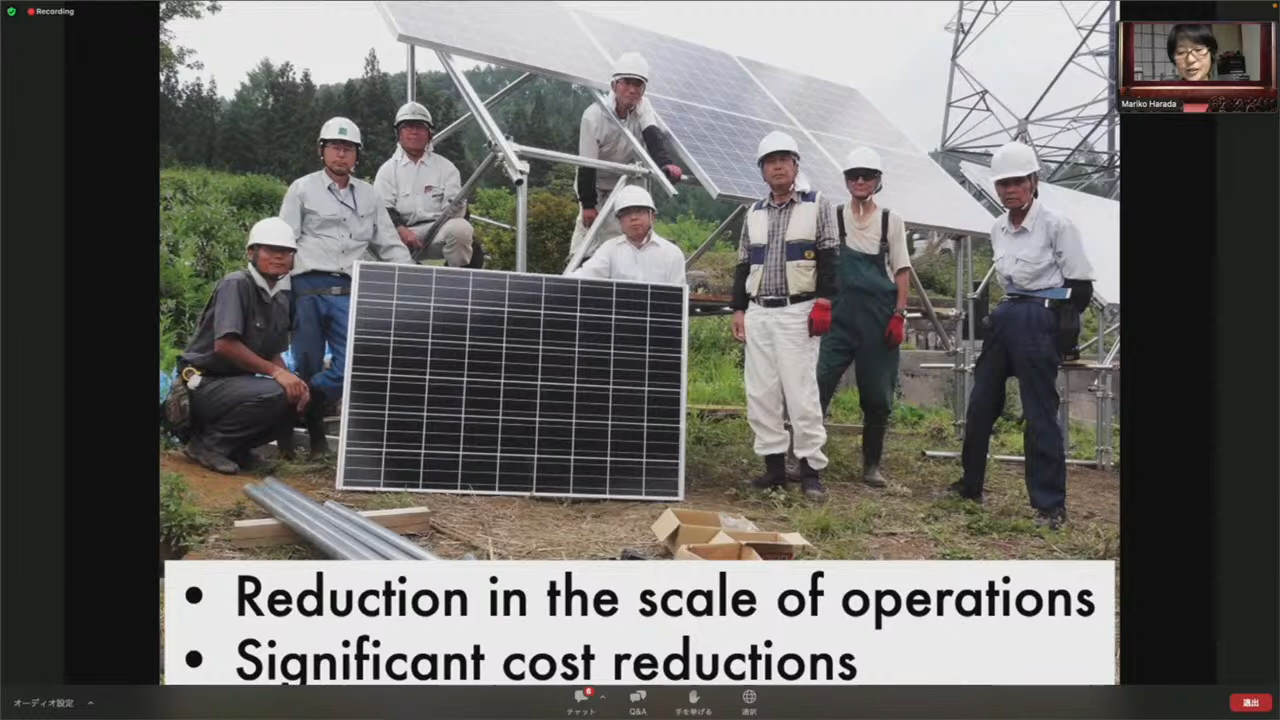 Recording
Mariko Harada
• Reduction in the scale of operations
• Significant cost reductions
オーディオ設定
6
チャット
Q&A
手を挙げる
通訳
退出